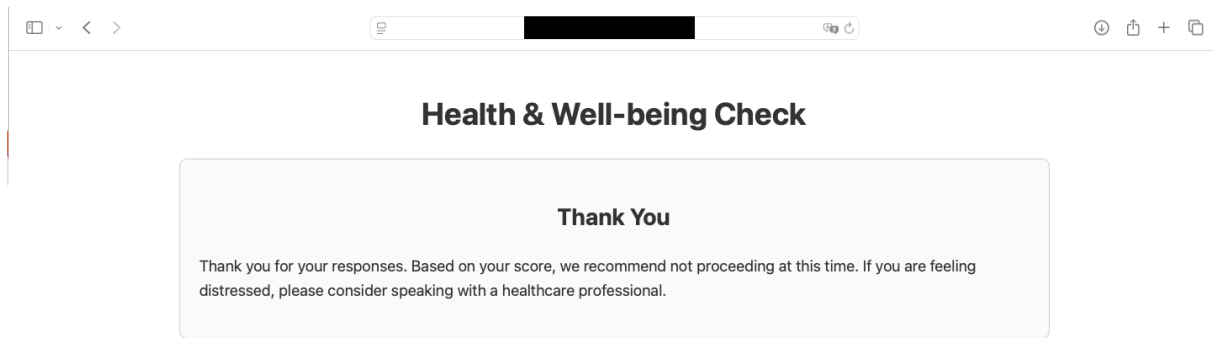 Health & Well-being Check
Thank You
Thank you for your responses. Based on your score, we recommend not proceeding at this time. If you are feeling
distressed, please consider speaking with a healthcare professional.